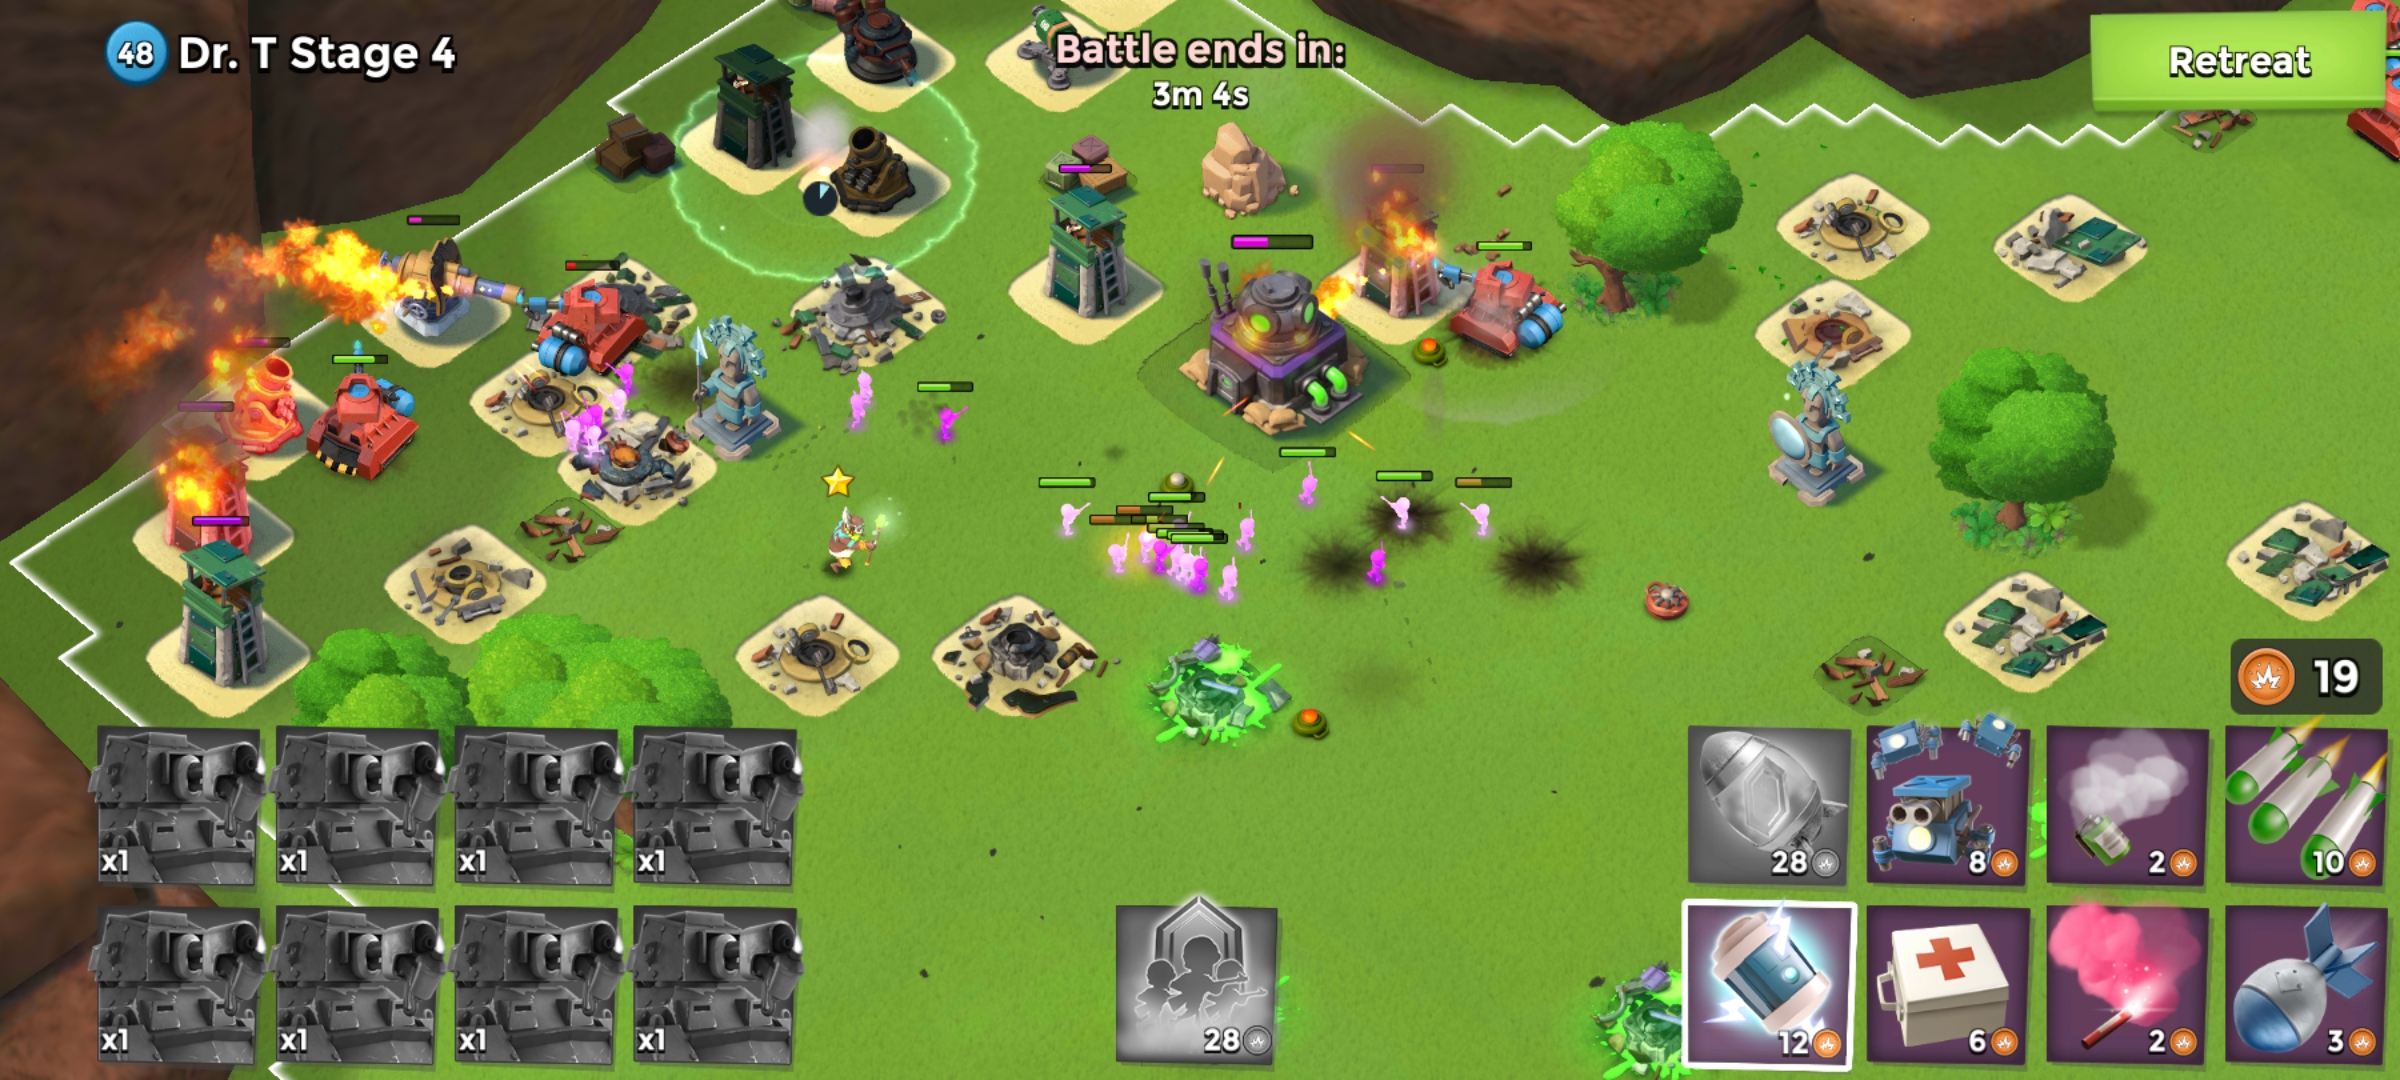 48 Dr. T Stage 4
Battle ends in:
3m 4s
Retreat
19
x1 x1 x1 x1
28 8 2 10
x1 x1 x1 x1
28
12 6 2 3